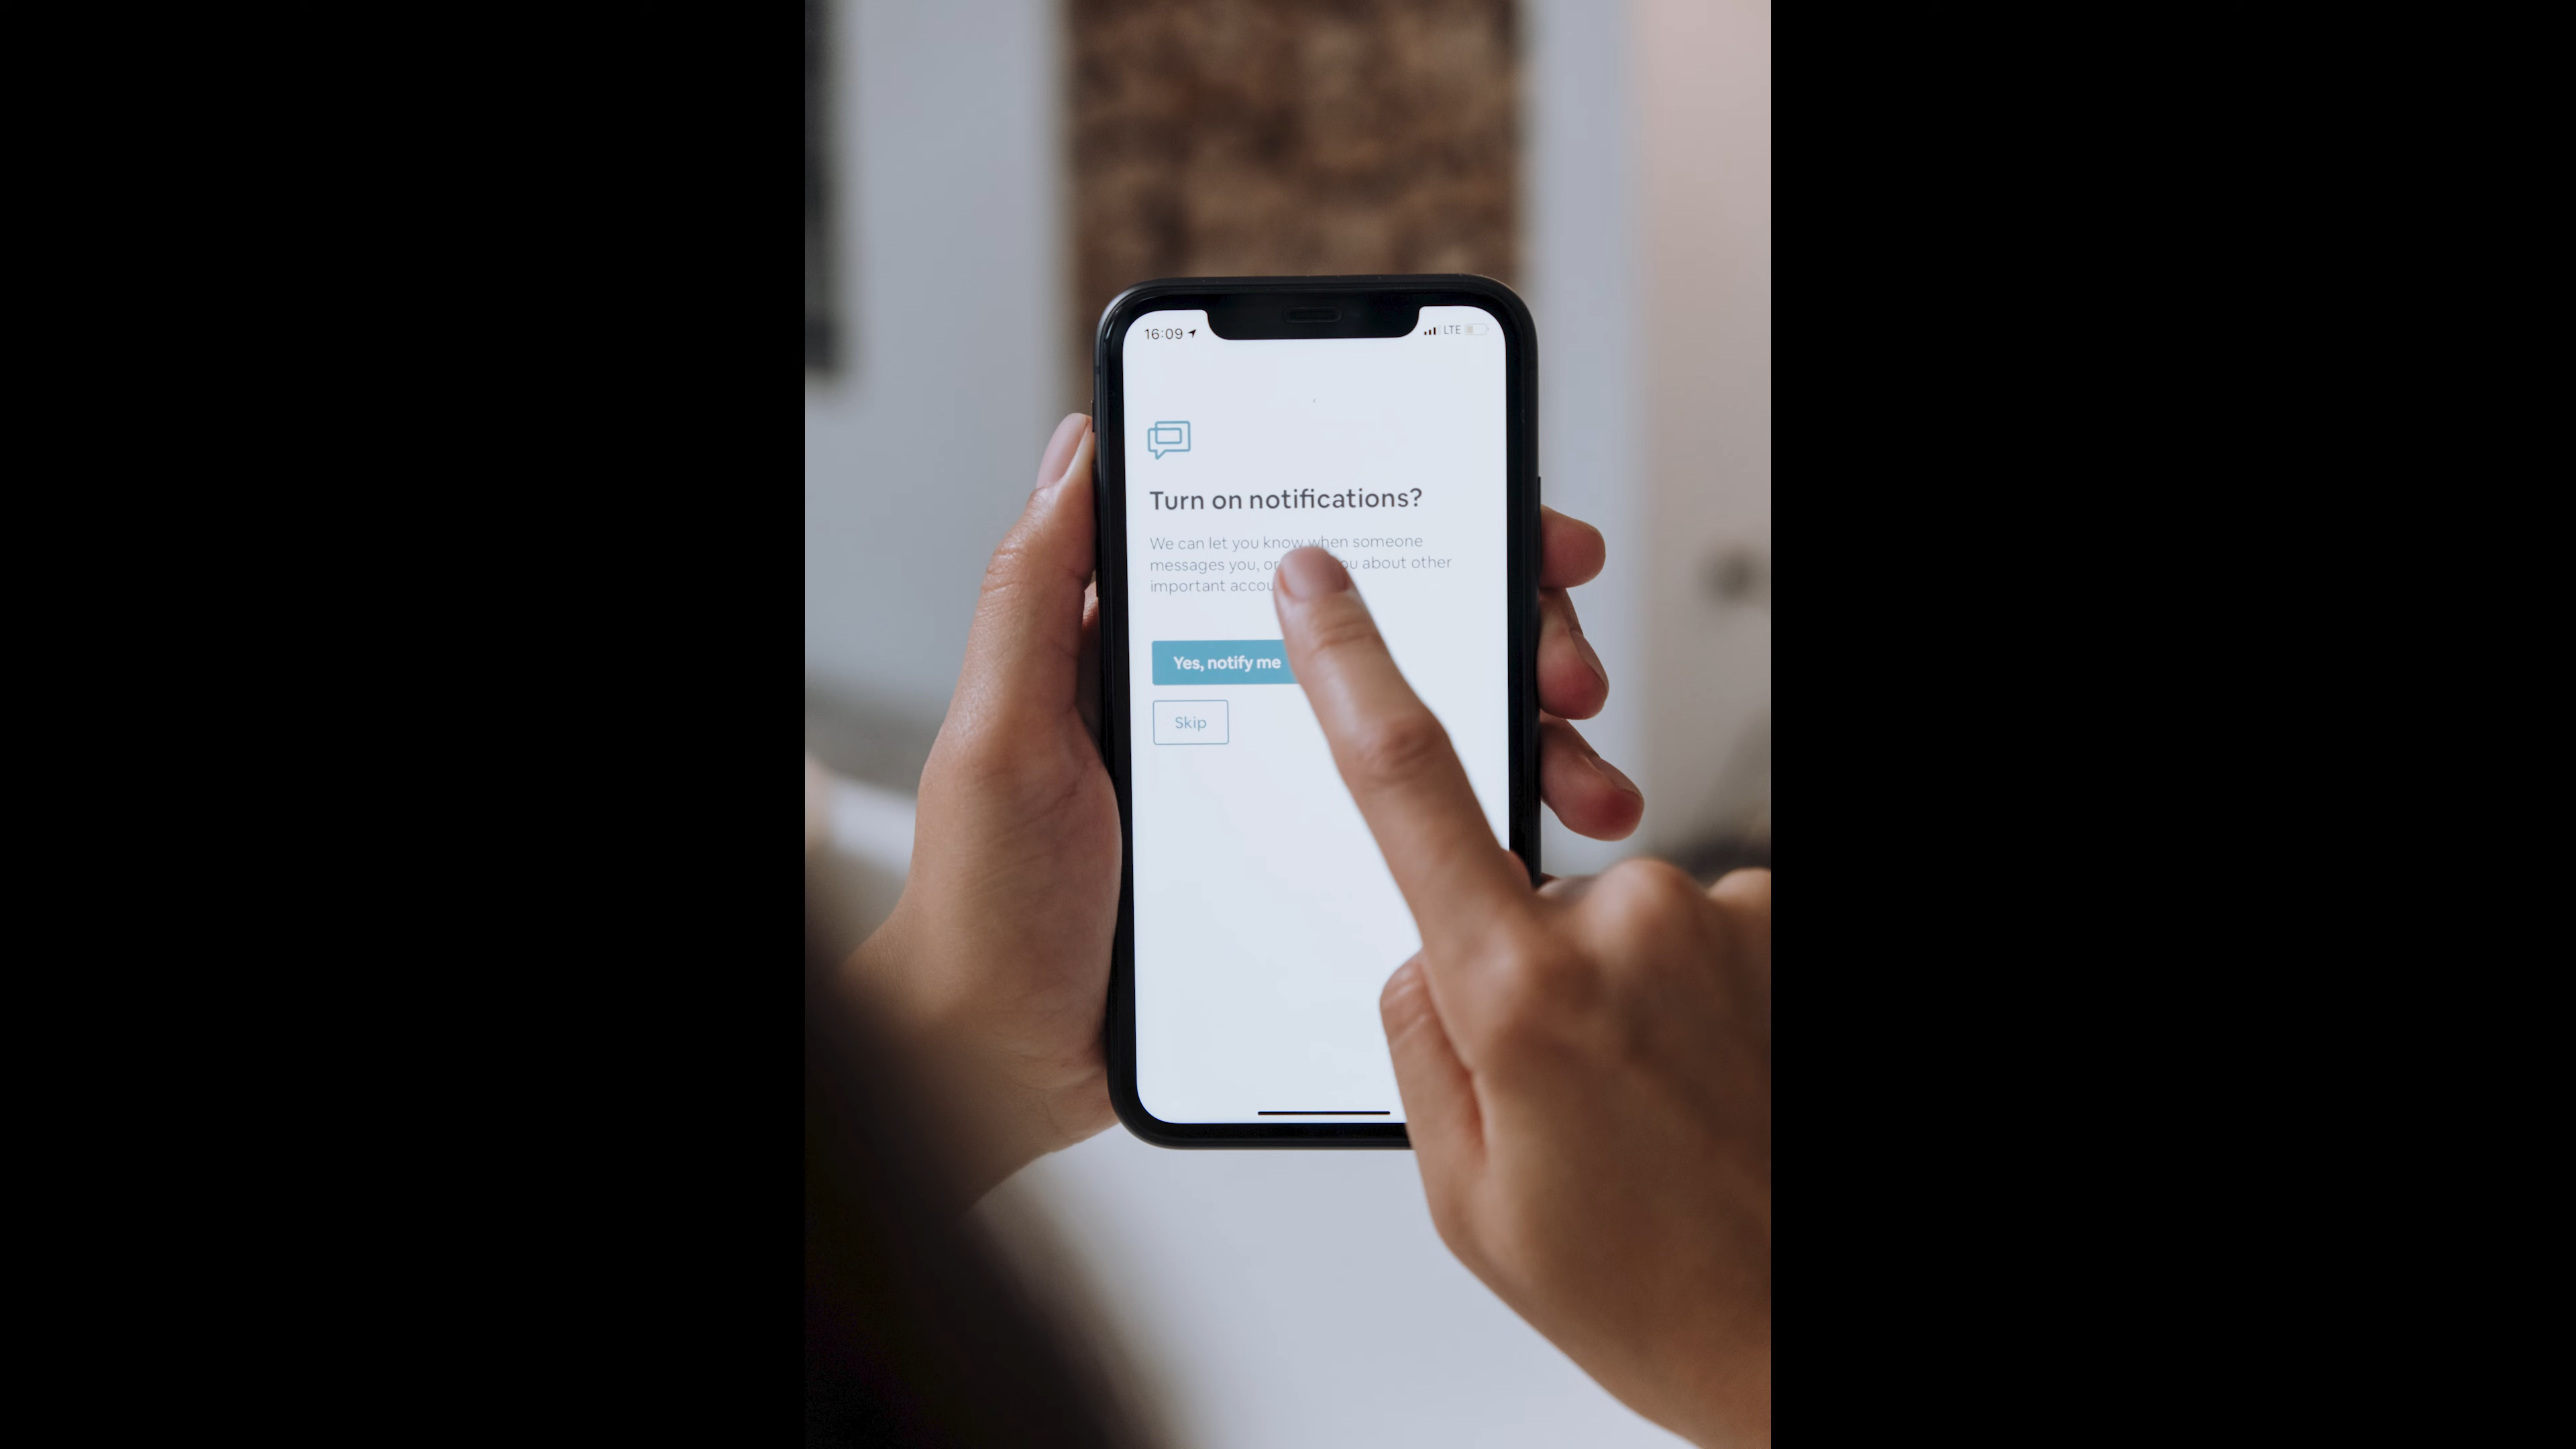 16:09
LTE
Turn on notifications?
We can let you know when someone
messages you, or you about other
important
Yes, notify me
Skip